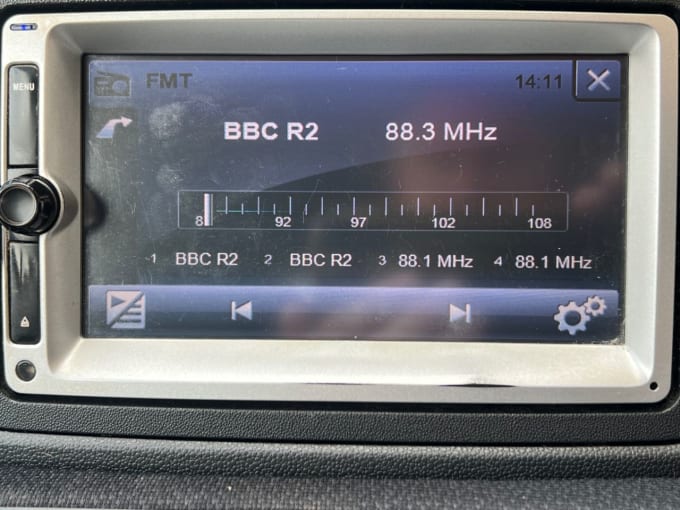 MENU
FMT 14:11
BBC R2 88.3 MHz
8 92 97 102 108
1 BBC R2 2 BBC R2 3 88.1 MHz 4 88.1 MHz